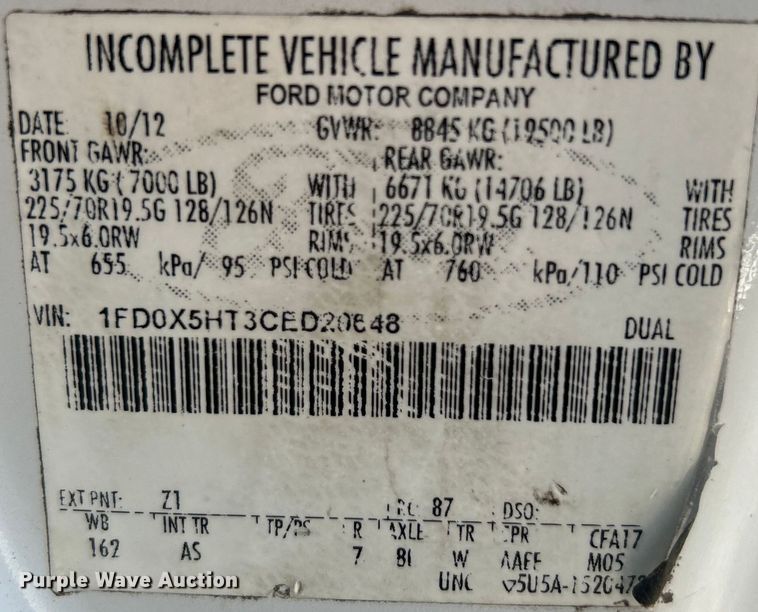 INCOMPLETE VEHICLE MANUFACTURED BY
FORD MOTOR COMPANY
DATE: 10/12 GVWR: 8845 KG (19500 LB)
FRONT GAWR: REAR GAWR:
3175 KG (7000 LB) WITH 6671 KG (14706 LB) WITH
225/70R19.5G 128/126N TIRES 225/70R19.5G 128/126N TIRES
19.5x6.0RW RIMS 19.5x6.0RW RIMS
AT 655 kPa/ 95 PSI COLD AT 760 kPa/110 PSI COLD
VIN: 1FD0X5HT3CED20648 DUAL
EXT PNT: Z1 RC: 87 DSO:
WB INT TR TP/PS R AXLE TR SPR CFA17
162 AS 7 W AAFF M05
UNC
Purple Wave Auction